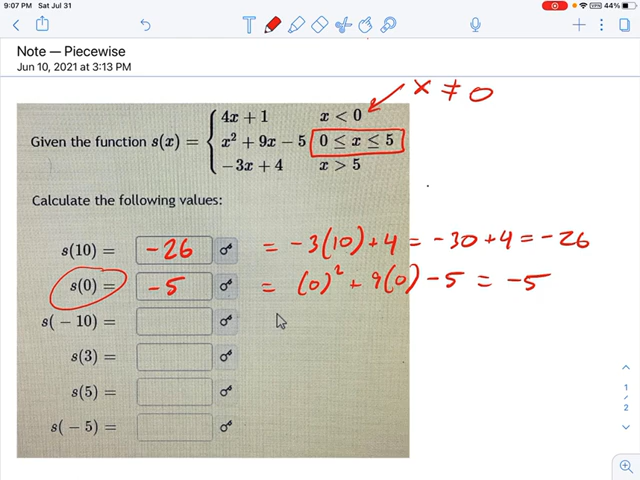 9:07 PM Sat Jul 31
VPN 44%
Note — Piecewise
Jun 10, 2021 at 3:13 PM
x ≠ 0
4x + 1 x < 0
Given the function s(x) = { x² + 9x − 5 0 ≤ x ≤ 5
−3x + 4 x > 5
Calculate the following values:
s(10) = -26 = -3(10)+4 = -30+4 = -26
s(0) = -5 = (0)² + 9(0) - 5 = -5
s( − 10) =
s(3) =
s(5) =
s( − 5) =
1
/
2